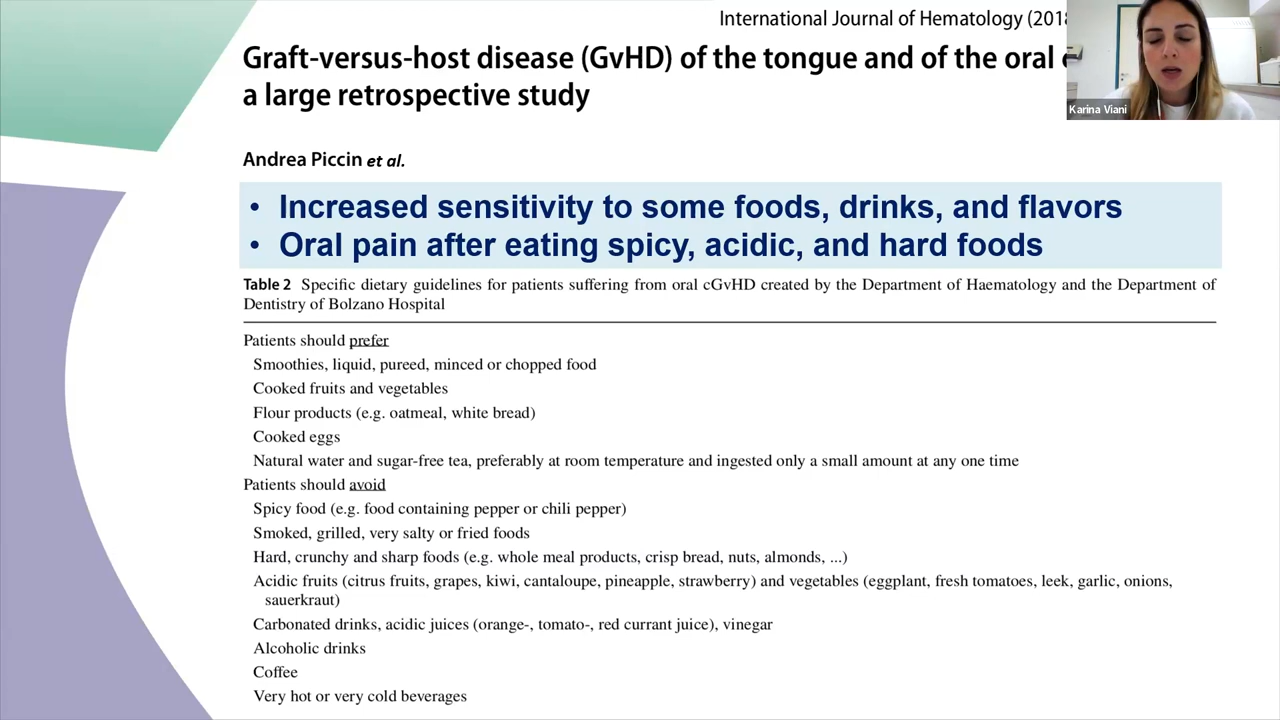 International Journal of Hematology (2018
Graft-versus-host disease (GvHD) of the tongue and of the oral
a large retrospective study
Karina Viani
Andrea Piccin et al.
• Increased sensitivity to some foods, drinks, and flavors
• Oral pain after eating spicy, acidic, and hard foods
Table 2 Specific dietary guidelines for patients suffering from oral cGvHD created by the Department of Haematology and the Department of
Dentistry of Bolzano Hospital
Patients should prefer
Smoothies, liquid, pureed, minced or chopped food
Cooked fruits and vegetables
Flour products (e.g. oatmeal, white bread)
Cooked eggs
Natural water and sugar-free tea, preferably at room temperature and ingested only a small amount at any one time
Patients should avoid
Spicy food (e.g. food containing pepper or chili pepper)
Smoked, grilled, very salty or fried foods
Hard, crunchy and sharp foods (e.g. whole meal products, crisp bread, nuts, almonds, ...)
Acidic fruits (citrus fruits, grapes, kiwi, cantaloupe, pineapple, strawberry) and vegetables (eggplant, fresh tomatoes, leek, garlic, onions,
sauerkraut)
Carbonated drinks, acidic juices (orange-, tomato-, red currant juice), vinegar
Alcoholic drinks
Coffee
Very hot or very cold beverages